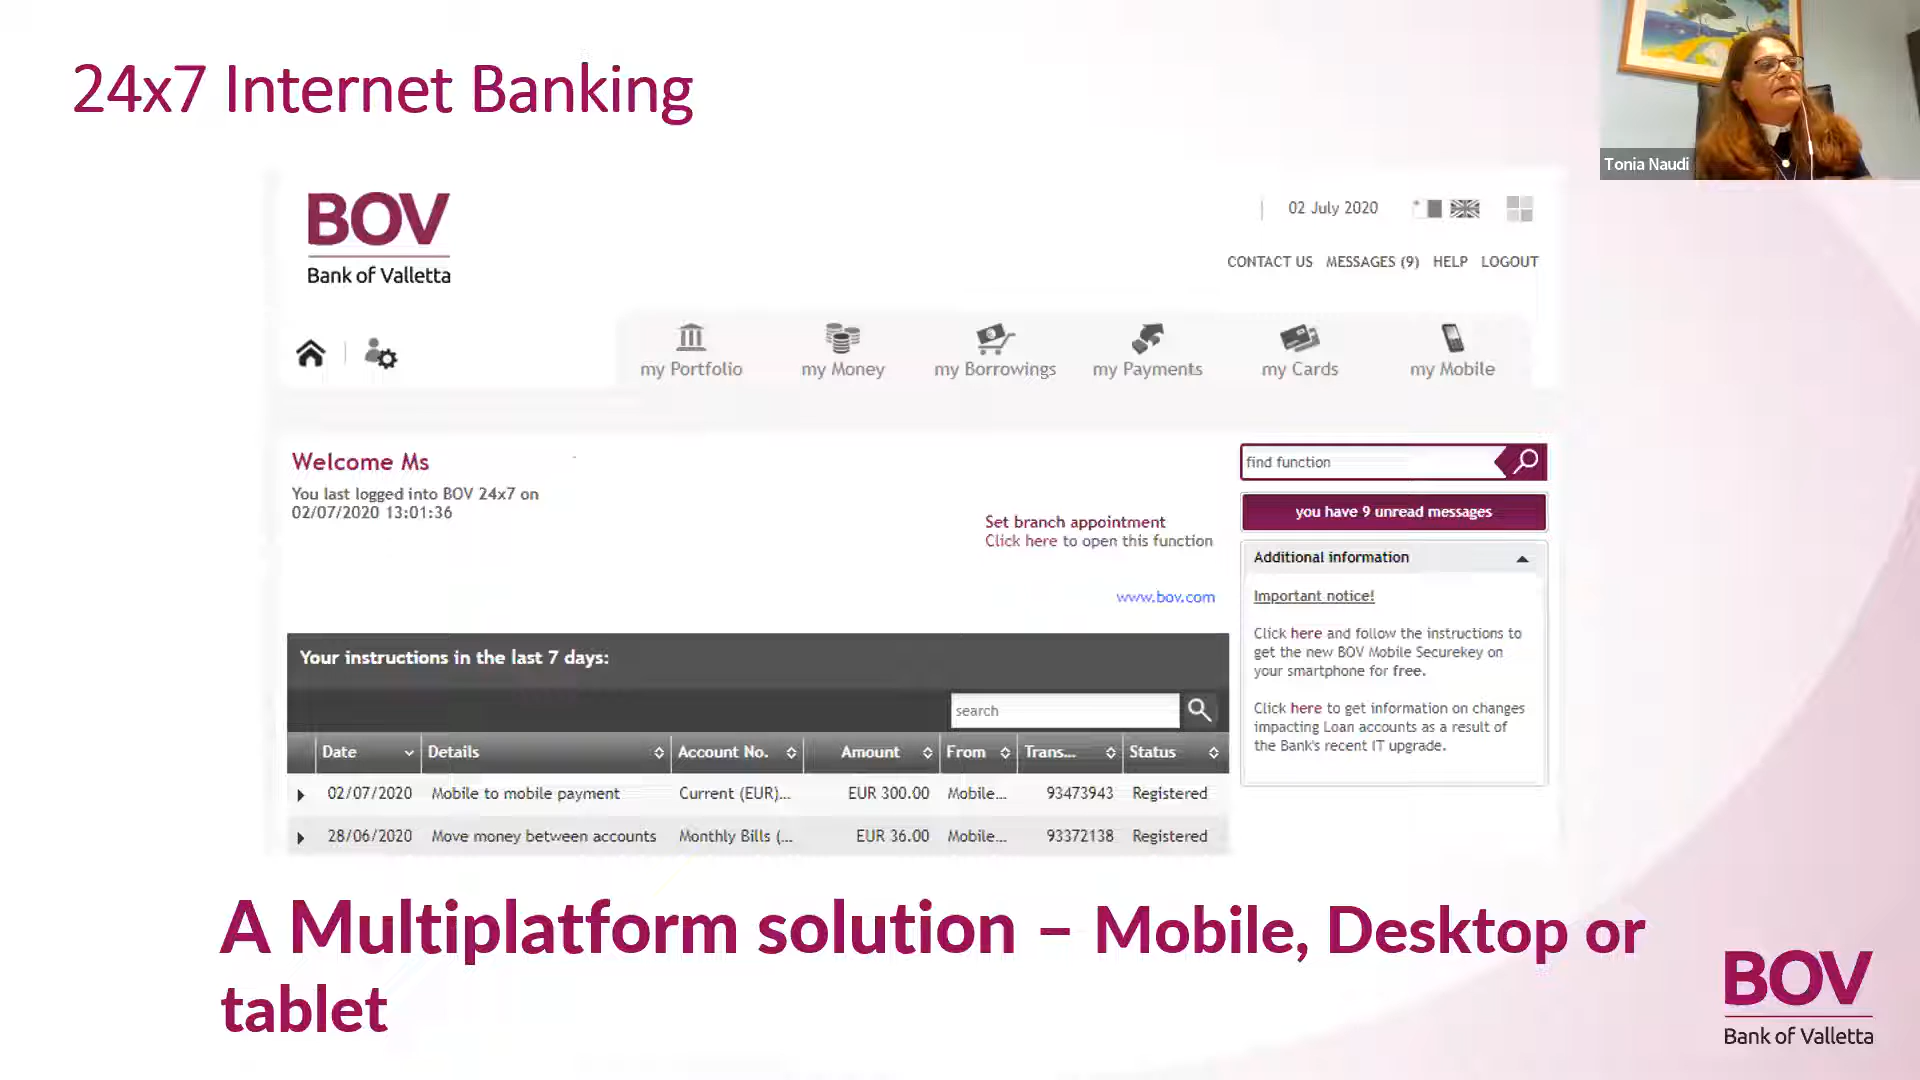 24x7 Internet Banking
Tonia Naudi
BOV
Bank of Valletta
02 July 2020
CONTACT US MESSAGES (9) HELP LOGOUT
my Portfolio my Money my Borrowings my Payments my Cards my Mobile
Welcome Ms
You last logged into BOV 24x7 on
02/07/2020 13:01:36
Set branch appointment
Click here to open this function
www.bov.com
find function
you have 9 unread messages
Additional information
Important notice!
Click here and follow the instructions to
get the new BOV Mobile Securekey on
your smartphone for free.
Click here to get information on changes
impacting Loan accounts as a result of
the Bank's recent IT upgrade.
Your instructions in the last 7 days:
search
Date Details Account No. Amount From Trans... Status
02/07/2020 Mobile to mobile payment Current (EUR)... EUR 300.00 Mobile... 93473943 Registered
28/06/2020 Move money between accounts Monthly Bills (... EUR 36.00 Mobile... 93372138 Registered
A Multiplatform solution – Mobile, Desktop or
tablet
BOV
Bank of Valletta